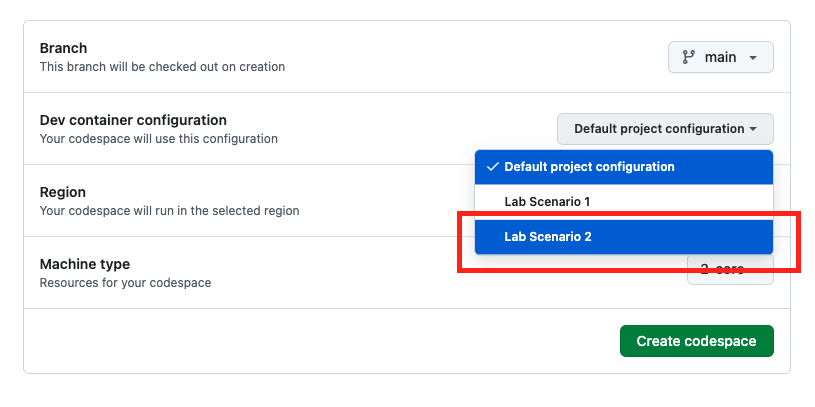 Branch
This branch will be checked out on creation
main
Dev container configuration
Your codespace will use this configuration
Default project configuration
Default project configuration
Lab Scenario 1
Lab Scenario 2
Region
Your codespace will run in the selected region
Machine type
Resources for your codespace
2-core
Create codespace